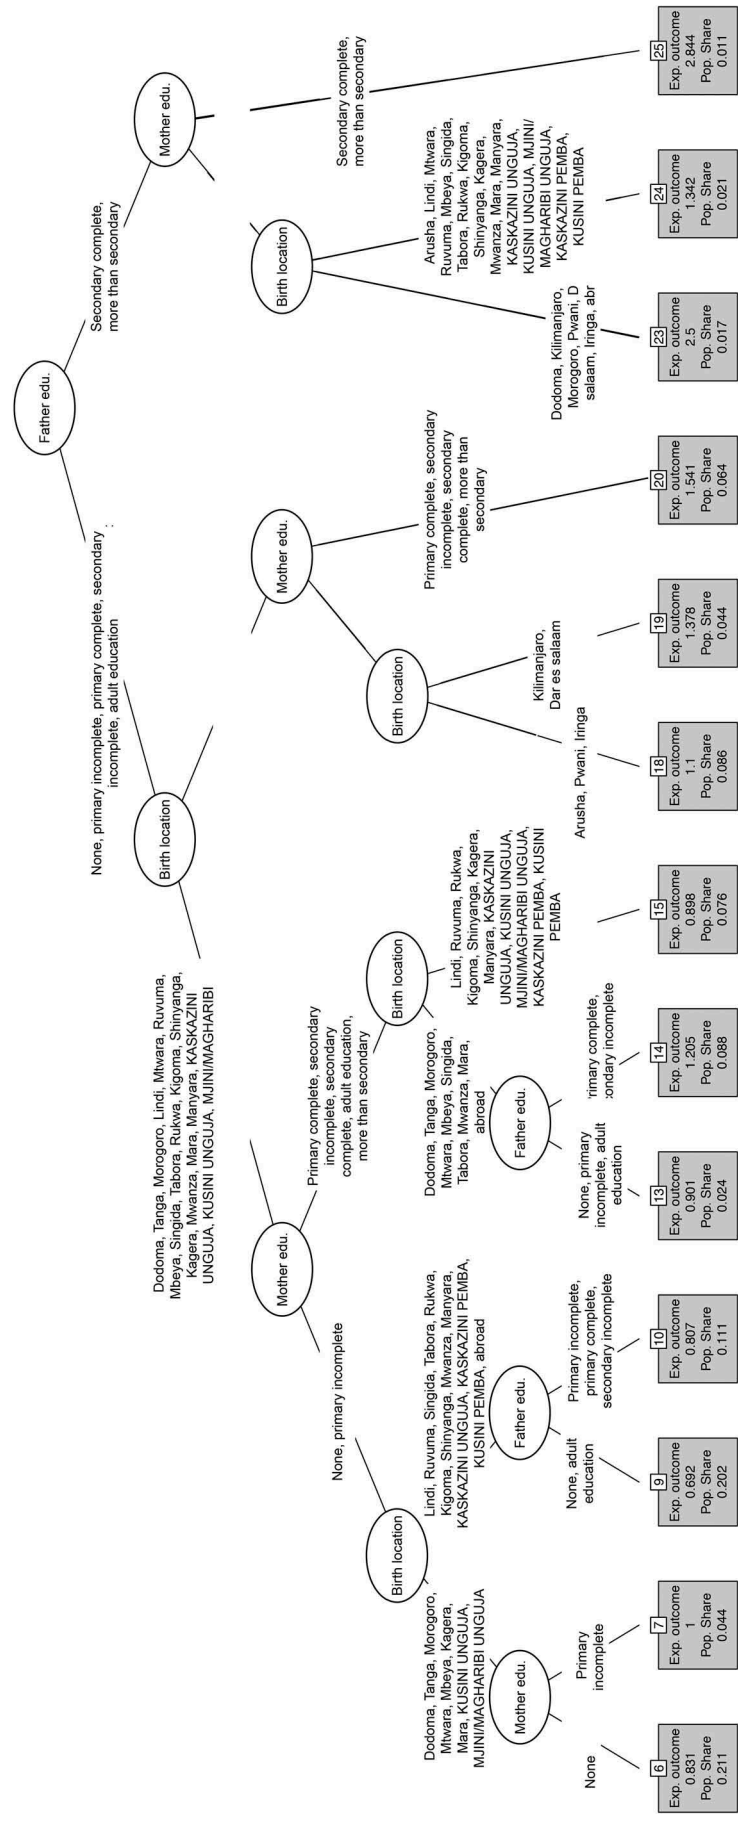 Father edu.
None, primary incomplete, primary complete, secondary
incomplete, adult education
Secondary complete,
more than secondary
Birth location
Mother edu.
Dodoma, Tanga, Morogoro, Lindi, Mtwara, Ruvuma,
Mbeya, Singida, Tabora, Rukwa, Kigoma, Shinyanga,
Kagera, Mwanza, Mara, Manyara, KASKAZINI
UNGUJA, KUSINI UNGUJA, MJINI/MAGHARIBI
Mother edu.
Mother edu.
Birth location
Secondary complete,
more than secondary
None, primary incomplete
Primary complete, secondary
incomplete, secondary
complete, adult education,
more than secondary
Primary complete, secondary
incomplete, secondary
complete, more than
secondary
Arusha, Lindi, Mtwara,
Ruvuma, Mbeya, Singida,
Tabora, Rukwa, Kigoma,
Shinyanga, Kagera,
Mwanza, Mara, Manyara,
KASKAZINI UNGUJA,
KUSINI UNGUJA, MJINI/
MAGHARIBI UNGUJA,
KASKAZINI PEMBA,
KUSINI PEMBA
Birth location
Birth location
Birth location
Dodoma, Tanga, Morogoro,
Mtwara, Mbeya, Kagera,
Mara, KUSINI UNGUJA,
MJINI/MAGHARIBI UNGUJA
Lindi, Ruvuma, Singida, Tabora, Rukwa,
Kigoma, Shinyanga, Mwanza, Manyara,
KASKAZINI UNGUJA, KASKAZINI PEMBA,
KUSINI PEMBA, abroad
Dodoma, Tanga, Morogoro,
Mtwara, Mbeya, Singida,
Tabora, Mwanza, Mara,
abroad
Lindi, Ruvuma, Rukwa,
Kigoma, Shinyanga, Kagera,
Manyara, KASKAZINI
UNGUJA, KUSINI UNGUJA,
MJINI/MAGHARIBI UNGUJA,
KASKAZINI PEMBA, KUSINI
PEMBA
Kilimanjaro,
Dar es salaam
Dodoma, Kilimanjaro,
Morogoro, Pwani, D
salaam, Iringa, abr
Mother edu.
Father edu.
Father edu.
None
Primary
incomplete
None, adult
education
Primary incomplete,
primary complete,
secondary incomplete
None, primary
incomplete, adult
education
'rimary complete,
:ondary incomplete
Arusha, Pwani, Iringa
6
Exp. outcome
0.831
Pop. Share
0.211
7
Exp. outcome
1
Pop. Share
0.044
9
Exp. outcome
0.692
Pop. Share
0.202
10
Exp. outcome
0.807
Pop. Share
0.111
13
Exp. outcome
0.901
Pop. Share
0.024
14
Exp. outcome
1.205
Pop. Share
0.088
15
Exp. outcome
0.898
Pop. Share
0.076
18
Exp. outcome
1.1
Pop. Share
0.086
19
Exp. outcome
1.378
Pop. Share
0.044
20
Exp. outcome
1.541
Pop. Share
0.064
23
Exp. outcome
2.5
Pop. Share
0.017
24
Exp. outcome
1.342
Pop. Share
0.021
25
Exp. outcome
2.844
Pop. Share
0.011